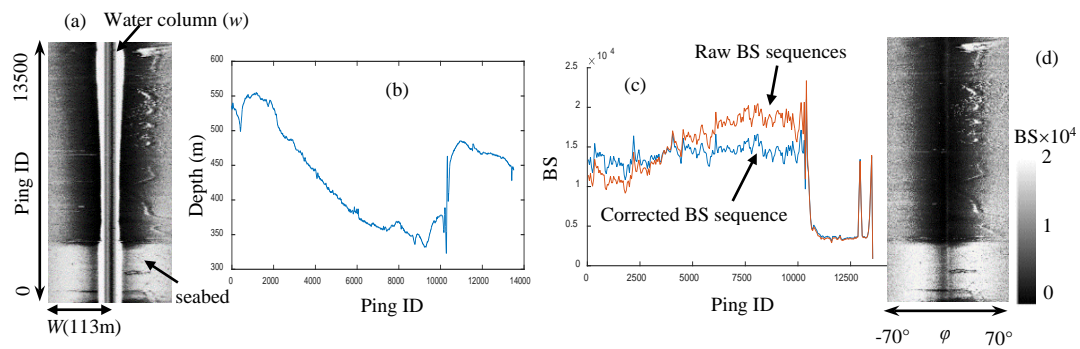 (a)
Water column (w)
Ping ID
13500
0
seabed
W(113m)
(b)
Depth (m)
600
550
500
450
400
350
300
0 2000 4000 6000 8000 10000 12000 14000
Ping ID
(c)
×10⁴
BS
2.5
2
1.5
1
0.5
0
0 2500 5000 7500 10000 12500
Ping ID
Raw BS sequences
Corrected BS sequence
(d)
BS×10⁴
2
1
0
-70° φ 70°